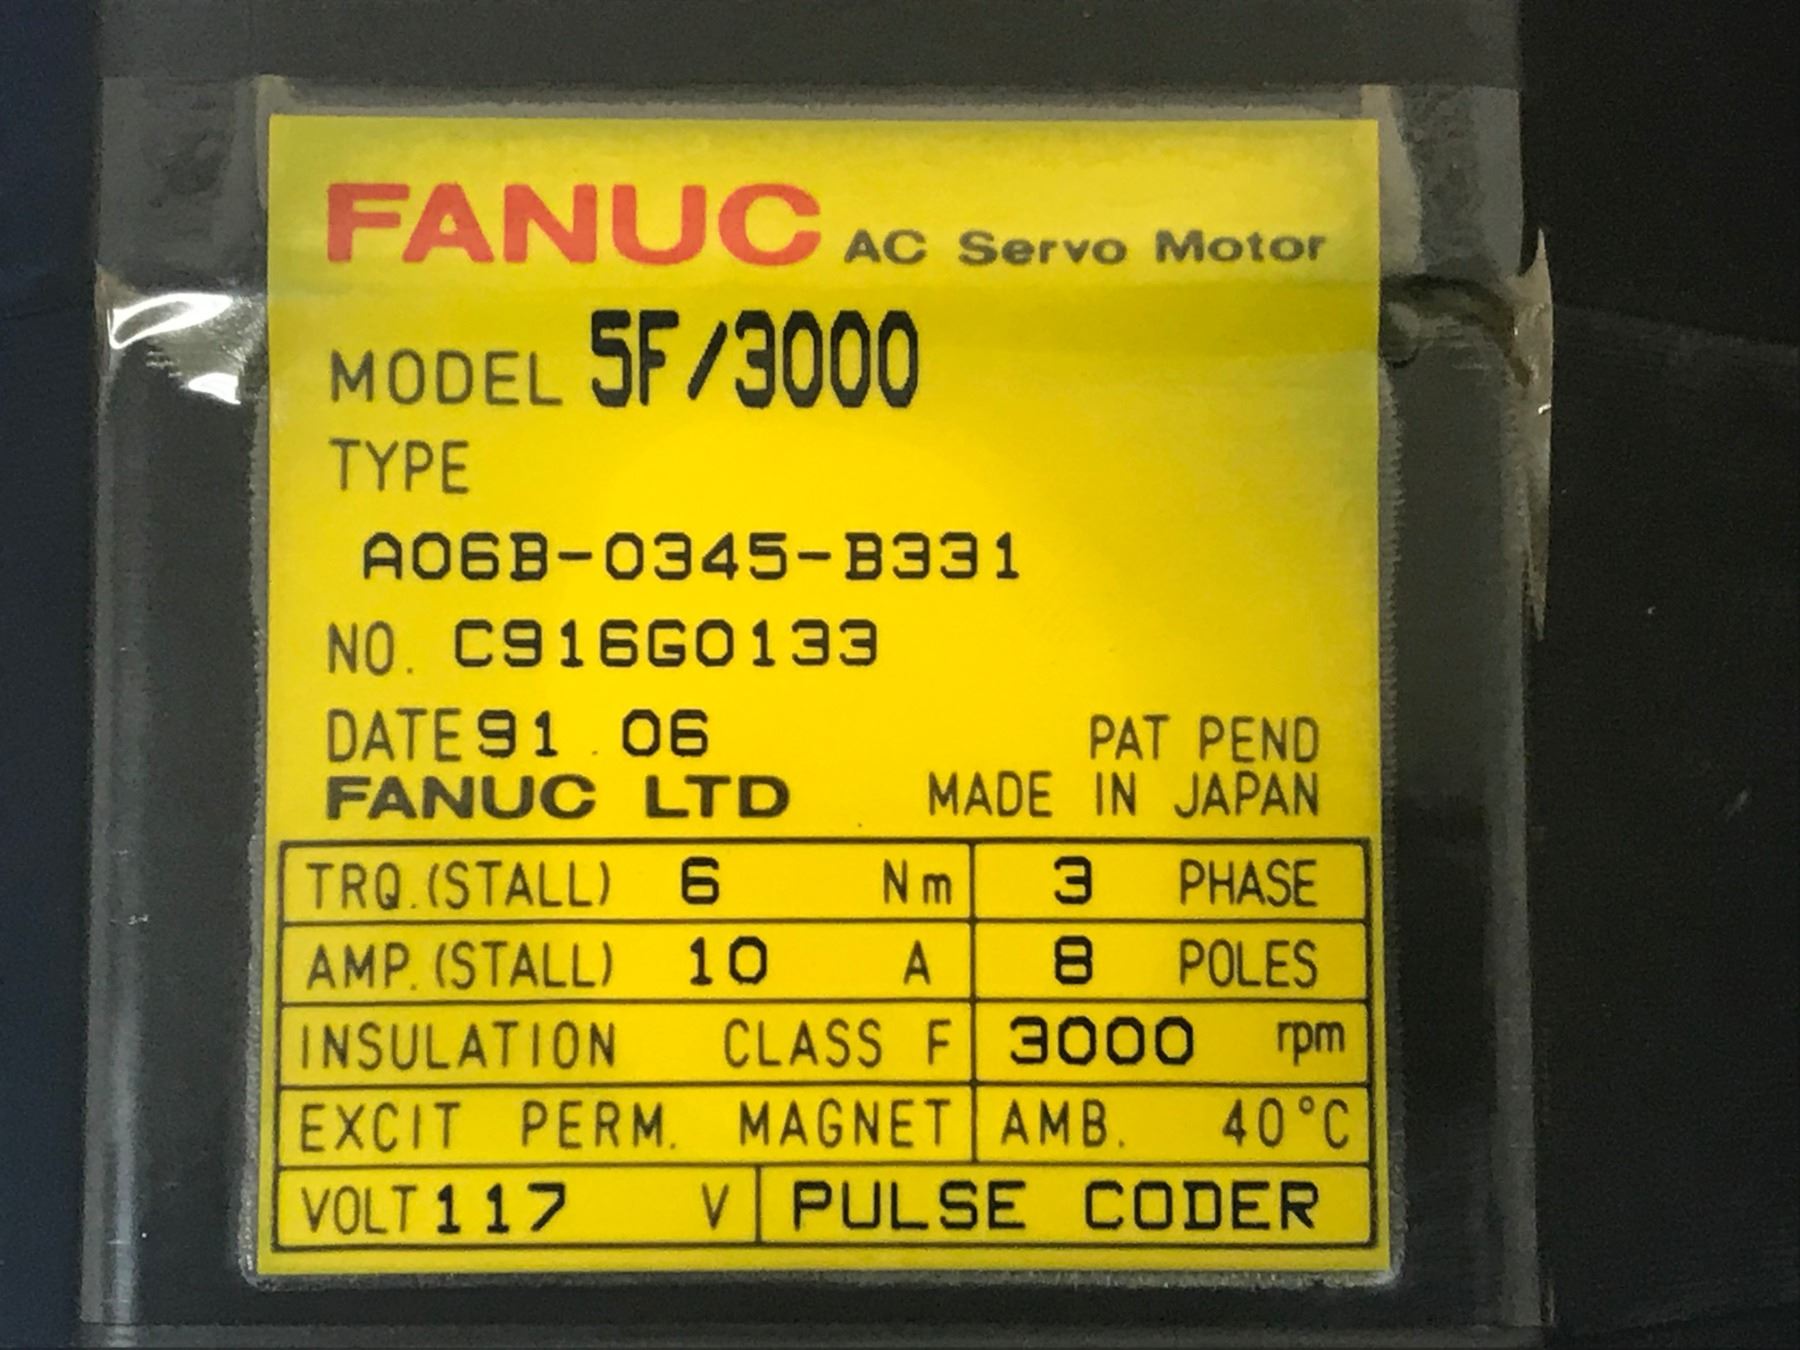 FANUC AC Servo Motor
MODEL 5F/3000
TYPE
A06B-0345-B331
NO. C916G0133
DATE 91.06 PAT PEND
FANUC LTD MADE IN JAPAN
TRQ.(STALL) 6 Nm 3 PHASE
AMP.(STALL) 10 A 8 POLES
INSULATION CLASS F 3000 rpm
EXCIT PERM. MAGNET AMB. 40°C
VOLT 117 V PULSE CODER